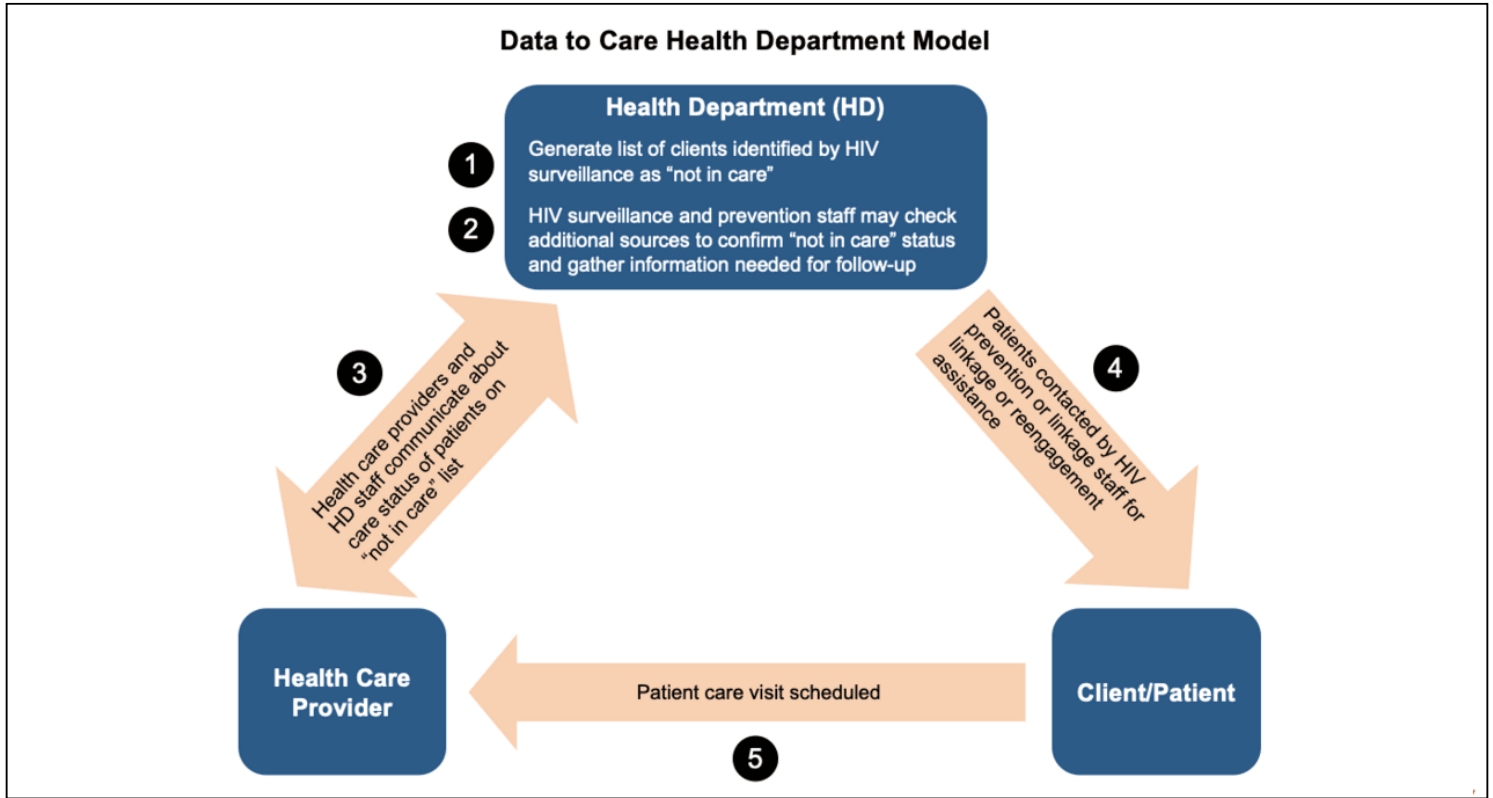 Data to Care Health Department Model
Health Department (HD)
1
Generate list of clients identified by HIV
surveillance as “not in care”
2
HIV surveillance and prevention staff may check
additional sources to confirm “not in care” status
and gather information needed for follow-up
3
Health care providers and
HD staff communicate about
care status of patients on
“not in care” list
4
Patients contacted by HIV
prevention or linkage staff for
linkage or reengagement
assistance
Health Care
Provider
Patient care visit scheduled
Client/Patient
5